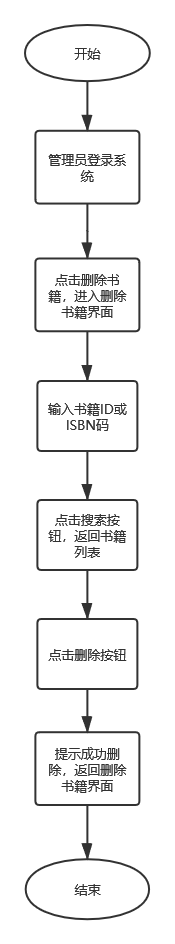 开始
管理员登录系
统
点击删除书
籍，进入删除
书籍界面
输入书籍ID或
ISBN码
点击搜索按
钮，返回书籍
列表
点击删除按钮
提示成功删
除，返回删除
书籍界面
结束